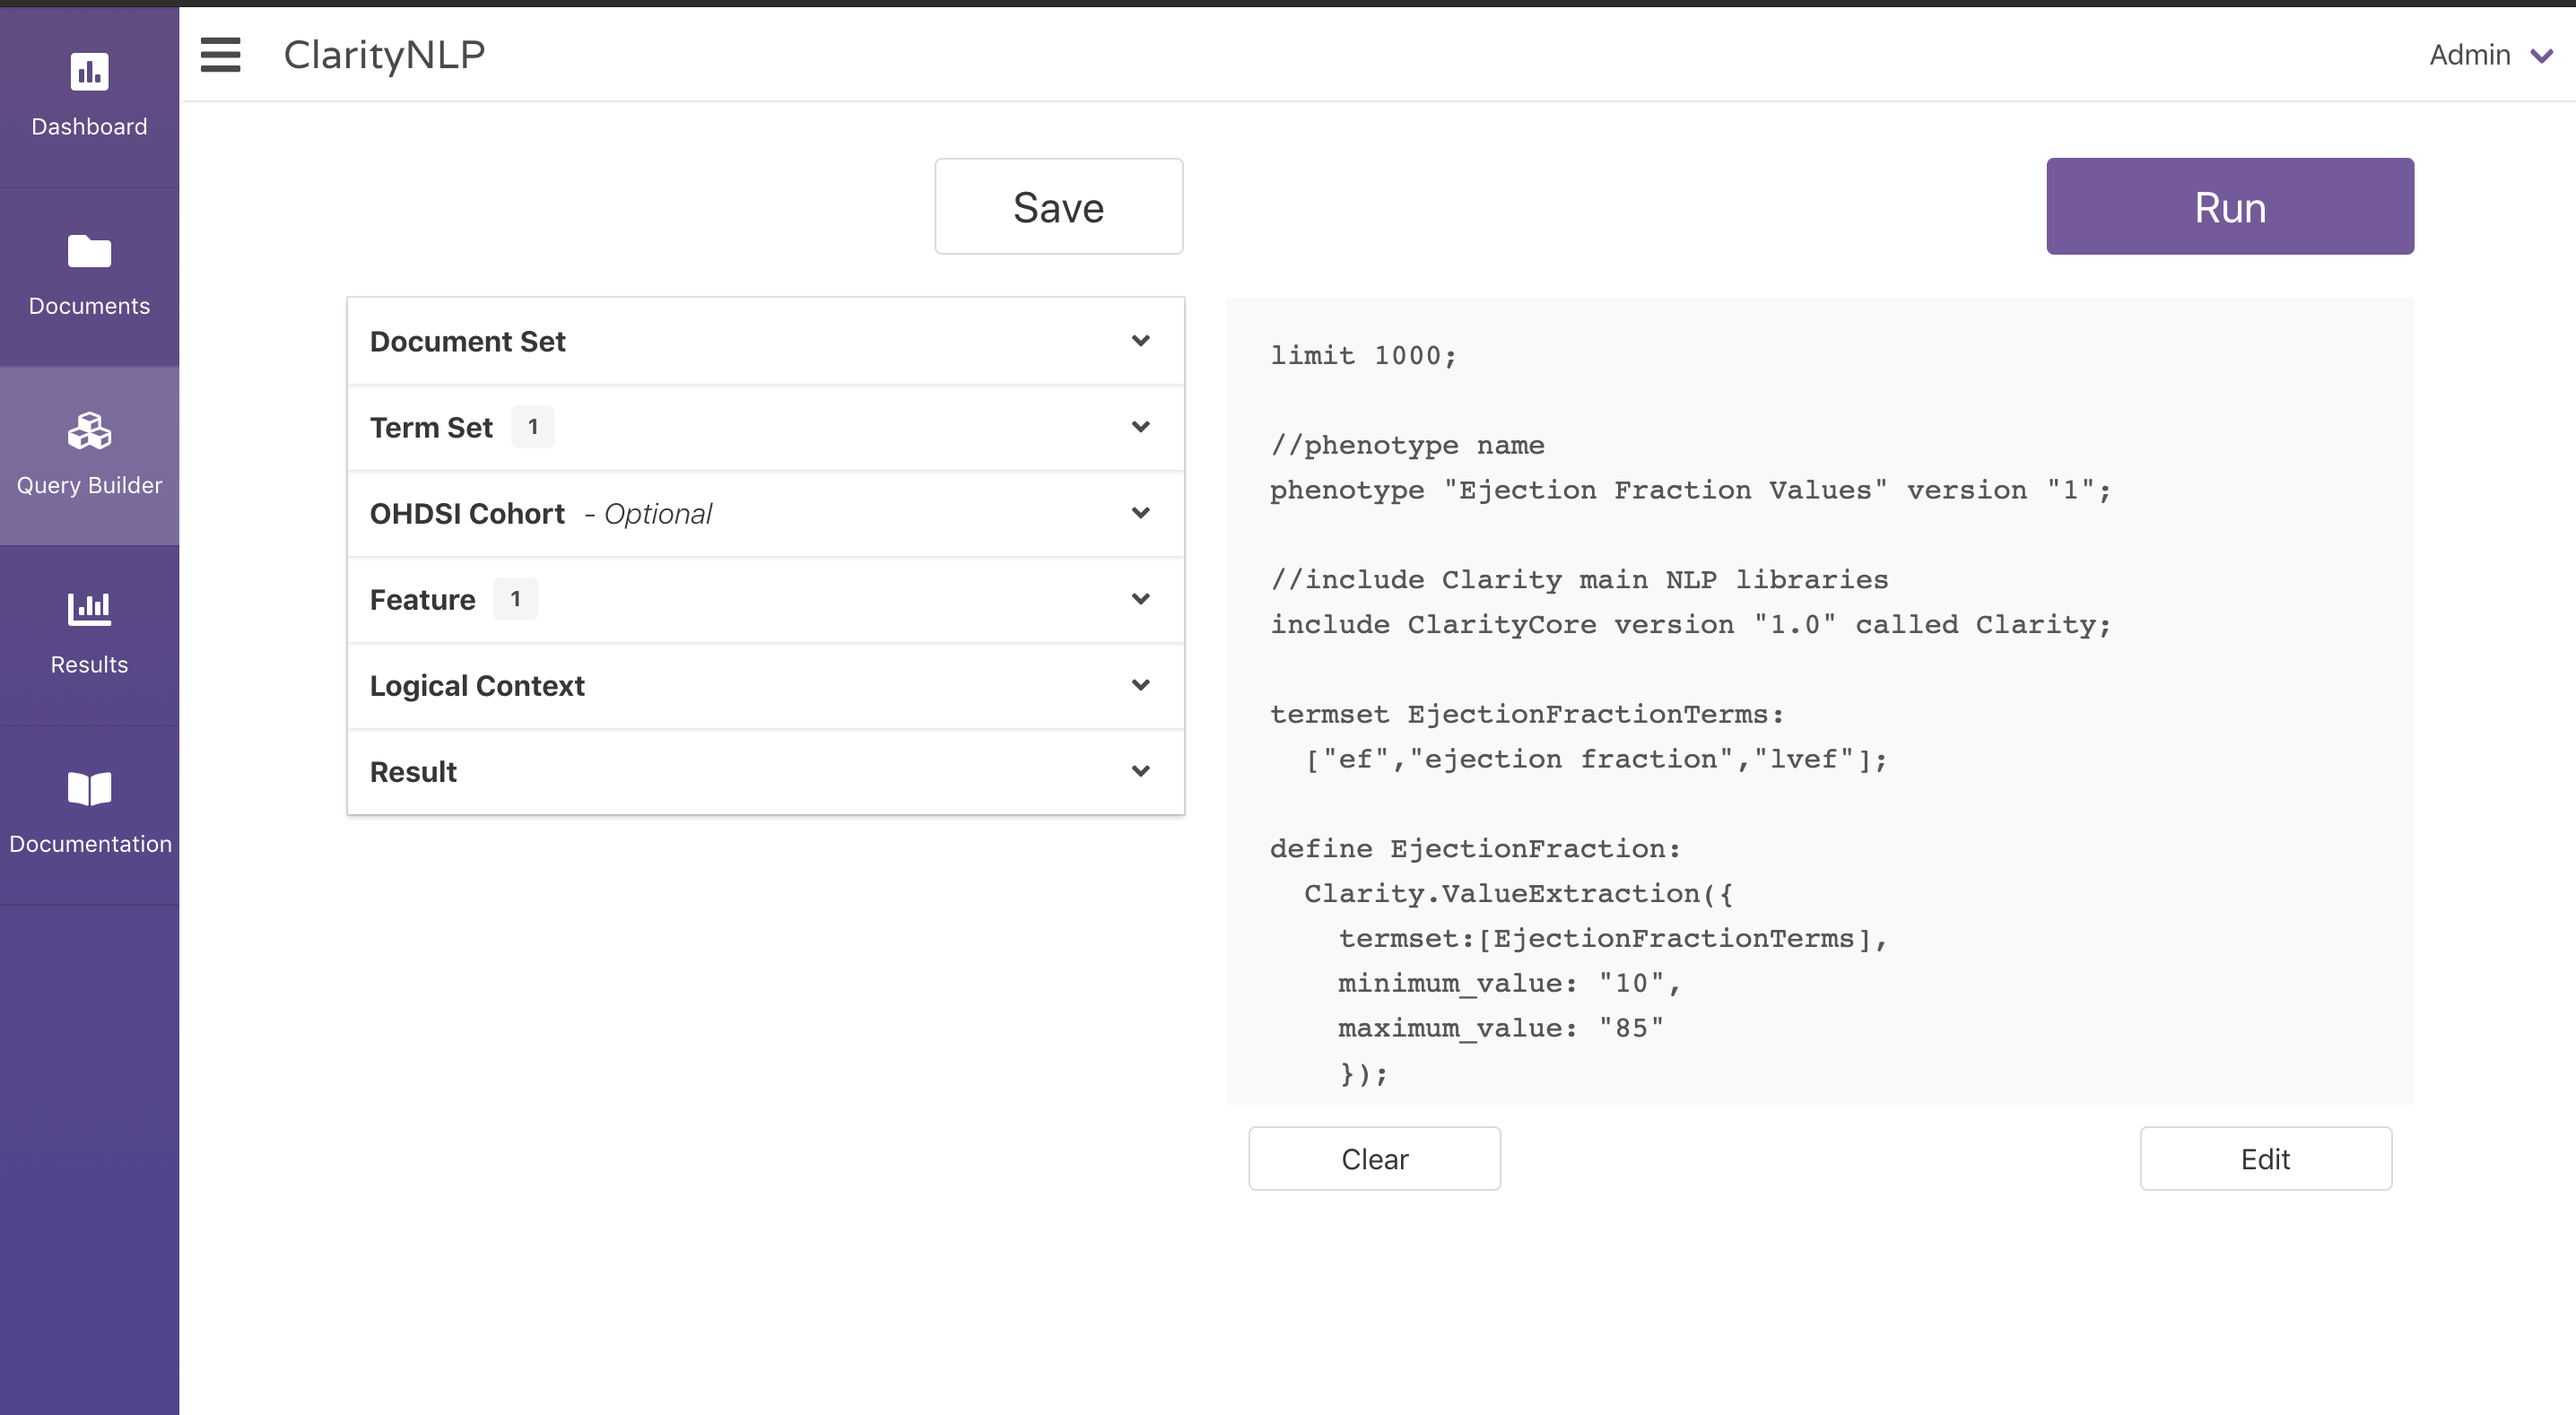 ClarityNLP
Admin
Dashboard
Documents
Query Builder
Results
Documentation
Save
Run
Document Set
Term Set 1
OHDSI Cohort - Optional
Feature 1
Logical Context
Result
limit 1000;
//phenotype name
phenotype "Ejection Fraction Values" version "1";
//include Clarity main NLP libraries
include ClarityCore version "1.0" called Clarity;
termset EjectionFractionTerms:
["ef","ejection fraction","lvef"];
define EjectionFraction:
Clarity.ValueExtraction({
termset:[EjectionFractionTerms],
minimum_value: "10",
maximum_value: "85"
});
Clear
Edit